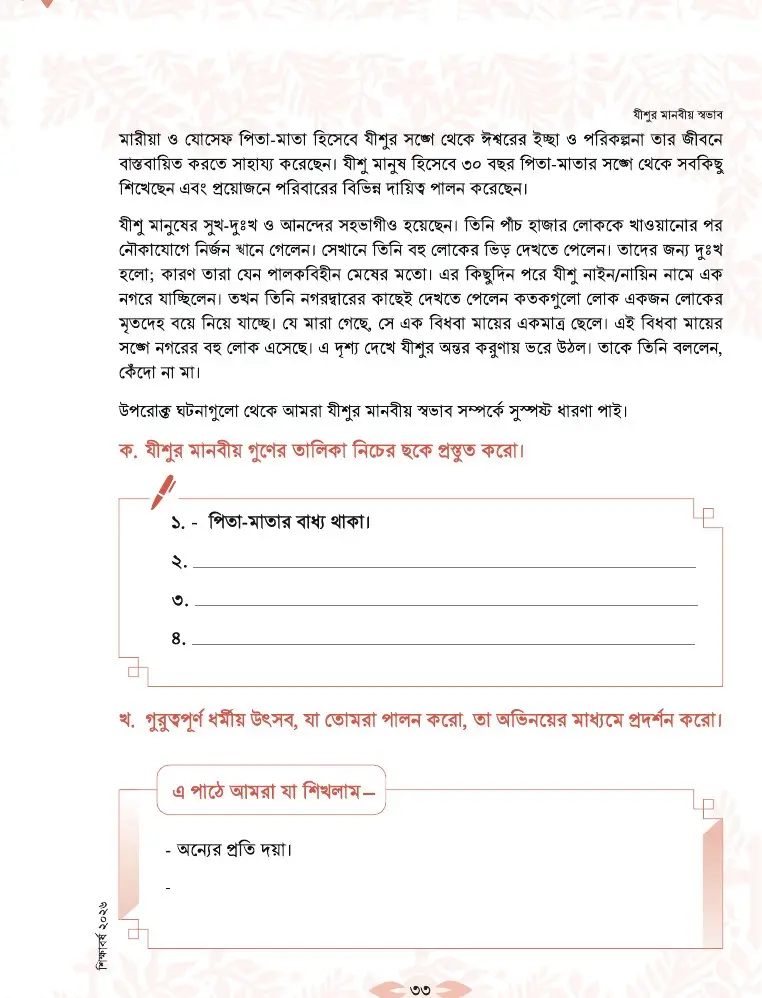 যীশুর মানবীয় স্বভাব
মারীয়া ও যোসেফ পিতা-মাতা হিসেবে যীশুর সঙ্গে থেকে ঈশ্বরের ইচ্ছা ও পরিকল্পনা তার জীবনে
বাস্তবায়িত করতে সাহায্য করেছেন। যীশু মানুষ হিসেবে ৩০ বছর পিতা-মাতার সঙ্গে থেকে সবকিছু
শিখেছেন এবং প্রয়োজনে পরিবারের বিভিন্ন দায়িত্ব পালন করেছেন।
যীশু মানুষের সুখ-দুঃখ ও আনন্দের সহভাগীও হয়েছেন। তিনি পাঁচ হাজার লোককে খাওয়ানোর পর
নৌকাযোগে নির্জন স্থানে গেলেন। সেখানে তিনি বহু লোকের ভিড় দেখতে পেলেন। তাদের জন্য দুঃখ
হলো; কারণ তারা যেন পালকবিহীন মেষের মতো। এর কিছুদিন পরে যীশু নাইন/নায়িন নামে এক
নগরে যাচ্ছিলেন। তখন তিনি নগরদ্বারের কাছেই দেখতে পেলেন কতকগুলো লোক একজন লোকের
মৃতদেহ বয়ে নিয়ে যাচ্ছে। যে মারা গেছে, সে এক বিধবা মায়ের একমাত্র ছেলে। এই বিধবা মায়ের
সঙ্গে নগরের বহু লোক এসেছে। এ দৃশ্য দেখে যীশুর অন্তর করুণায় ভরে উঠল। তাকে তিনি বললেন,
কেঁদো না মা।
উপরোক্ত ঘটনাগুলো থেকে আমরা যীশুর মানবীয় স্বভাব সম্পর্কে সুস্পষ্ট ধারণা পাই।
ক. যীশুর মানবীয় গুণের তালিকা নিচের ছকে প্রস্তুত করো।
১. - পিতা-মাতার বাধ্য থাকা।
২.
৩.
৪.
খ. গুরুত্বপূর্ণ ধর্মীয় উৎসব, যা তোমরা পালন করো, তা অভিনয়ের মাধ্যমে প্রদর্শন করো।
এ পাঠে আমরা যা শিখলাম—
- অন্যের প্রতি দয়া।
-
শিক্ষাবর্ষ ২০২৬
৩৩